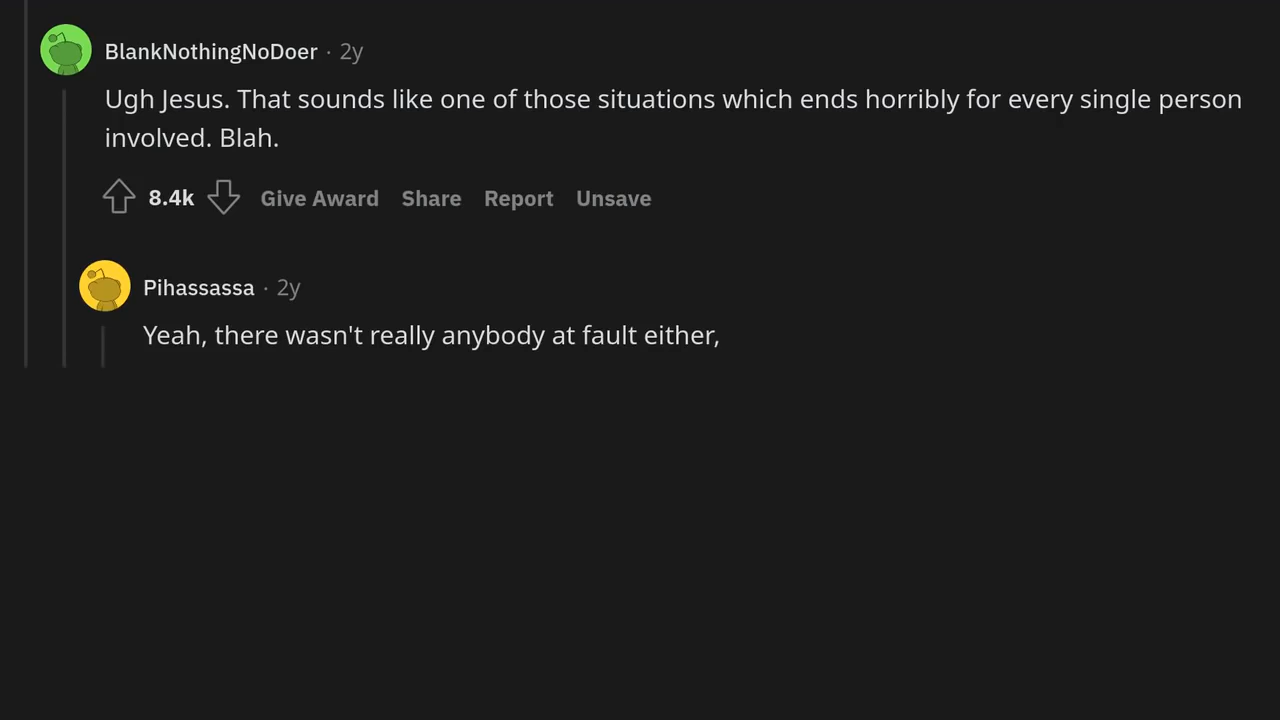 BlankNothingNoDoer · 2y
Ugh Jesus. That sounds like one of those situations which ends horribly for every single person
involved. Blah.
8.4k Give Award Share Report Unsave
Pihassassa · 2y
Yeah, there wasn't really anybody at fault either,